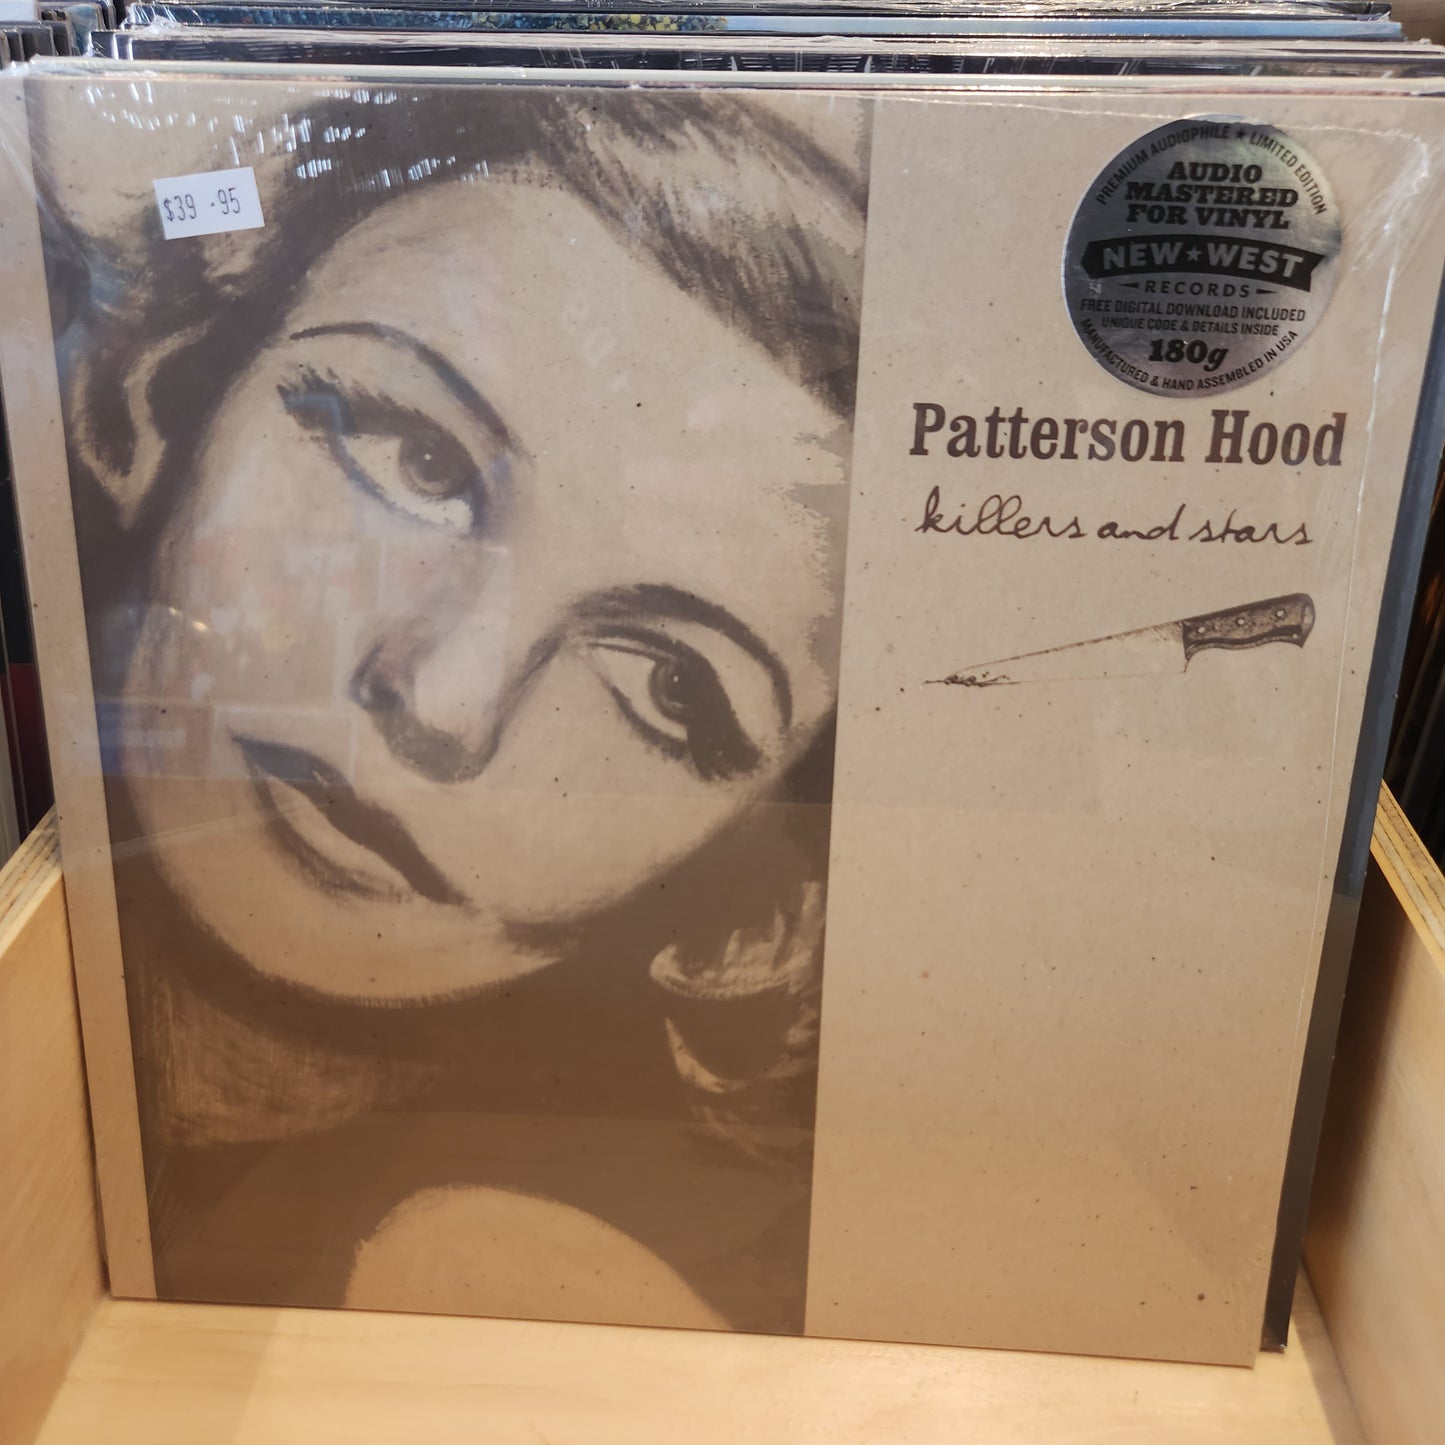 $39.95
PREMIUM AUDIOPHILE ★ LIMITED EDITION
AUDIO
MASTERED
FOR VINYL
NEW★WEST
RECORDS
FREE DIGITAL DOWNLOAD INCLUDED
UNIQUE CODE & DETAILS INSIDE
180g
MANUFACTURED & HAND ASSEMBLED IN USA
Patterson Hood
killers and stars